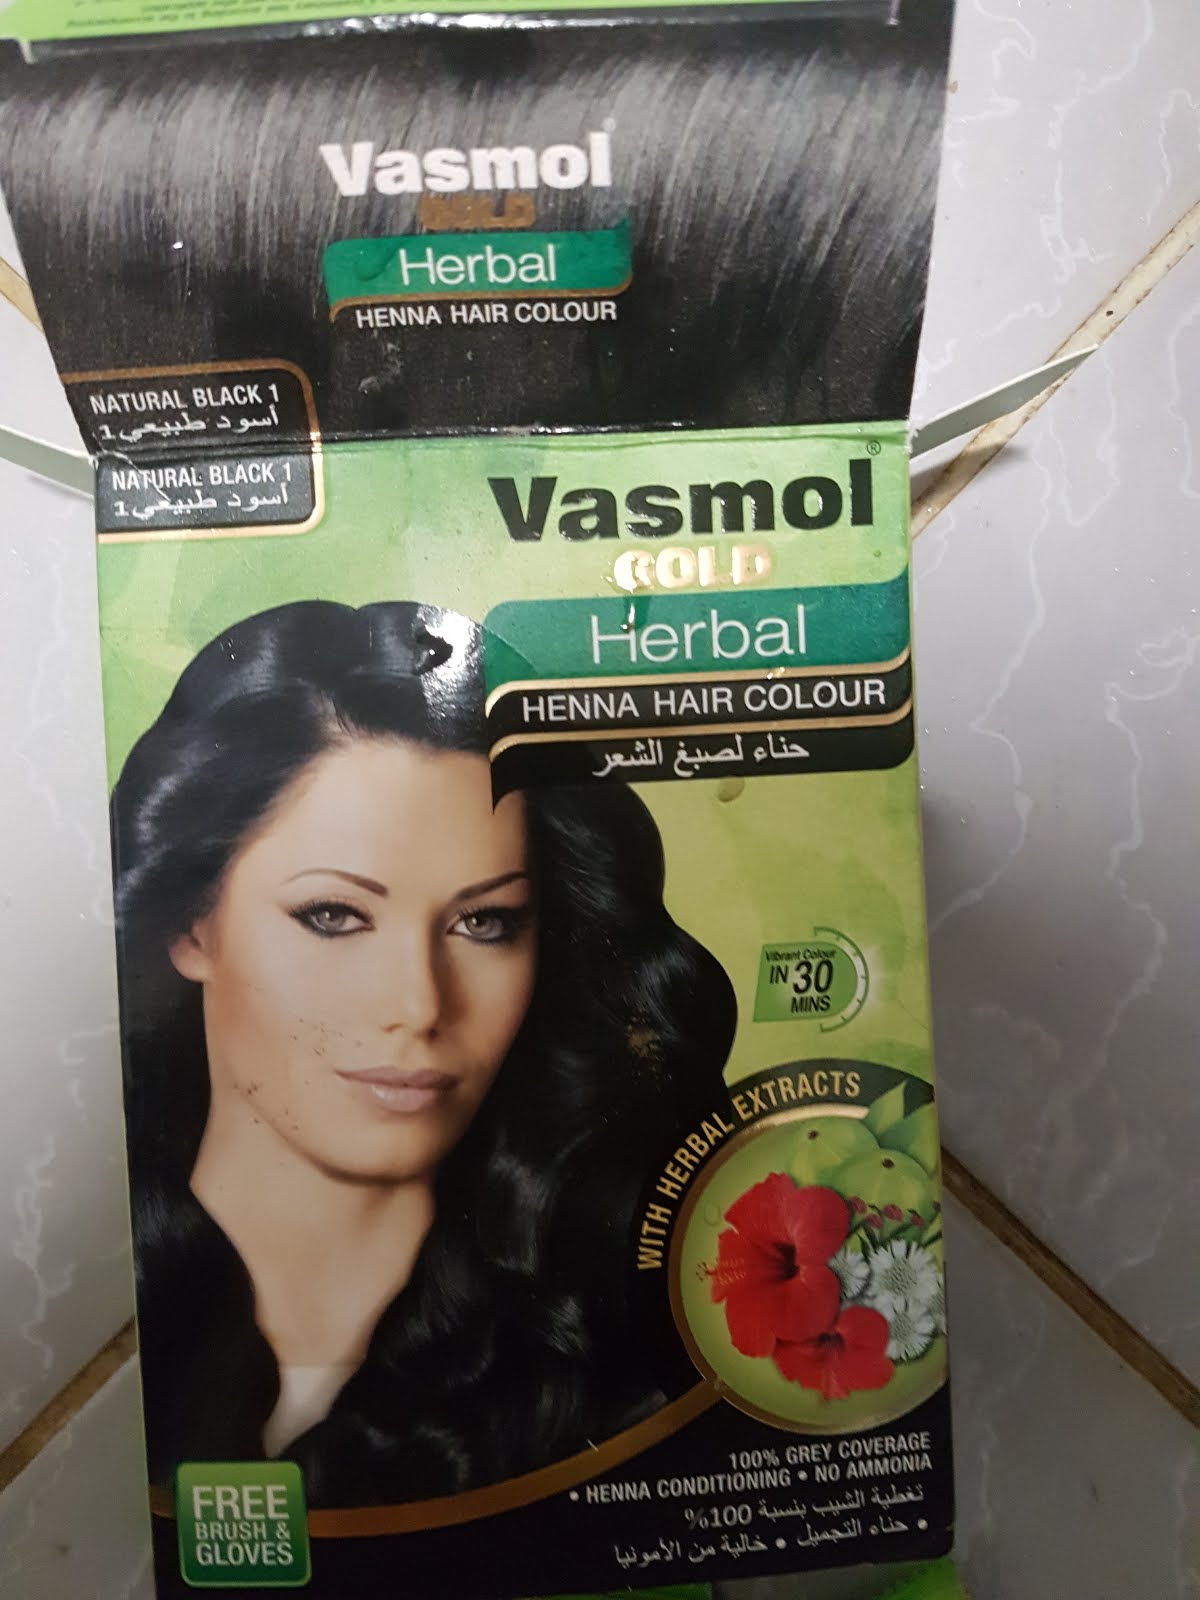 Vasmol
GOLD
Herbal
HENNA HAIR COLOUR
NATURAL BLACK 1
أسود طبيعي 1
NATURAL BLACK 1
أسود طبيعي 1
Vasmol®
GOLD
Herbal
HENNA HAIR COLOUR
حناء لصبغ الشعر
Vibrant Colour
IN 30
MINS
WITH HERBAL EXTRACTS
100% GREY COVERAGE
• HENNA CONDITIONING • NO AMMONIA
تغطية الشيب بنسبة 100%
• حناء التجميل • خالية من الأمونيا
FREE
BRUSH &
GLOVES